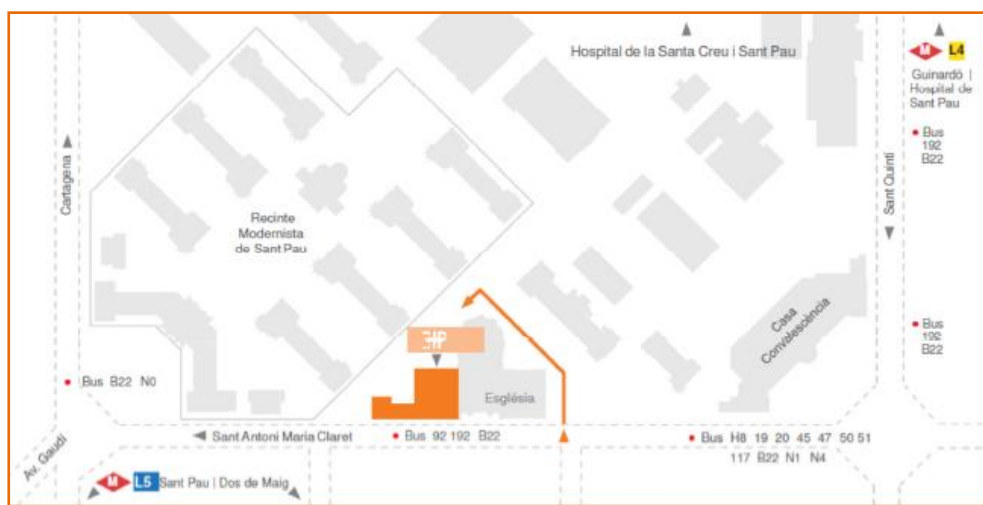 Hospital de la Santa Creu i Sant Pau
M L4
Guinardó |
Hospital de
Sant Pau
Bus
192
B22
Cartagena
Sant Quintí
Recinte
Modernista
de Sant Pau
Casa
Convalescència
Bus
192
B22
Bus B22 N0
Església
Sant Antoni Maria Claret
Bus 92 192 B22
Bus H8 19 20 45 47 50 51
117 B22 N1 N4
Av. Gaudí
M L5 Sant Pau | Dos de Maig